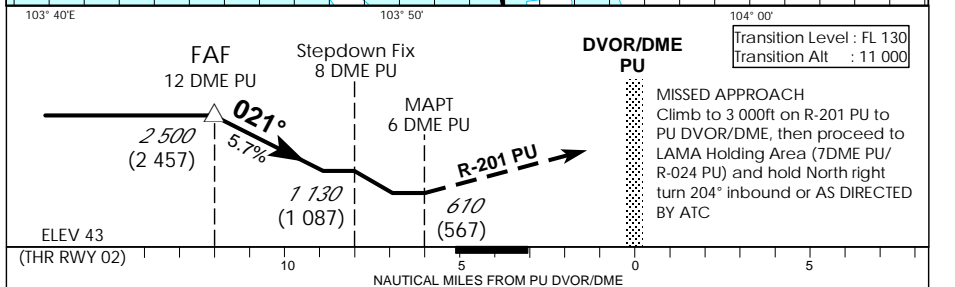 103° 40'E
103° 50'
104° 00'
Transition Level : FL 130
Transition Alt : 11 000
FAF
12 DME PU
Stepdown Fix
8 DME PU
DVOR/DME
PU
MAPT
6 DME PU
021°
5.7%
2 500
(2 457)
1 130
(1 087)
R-201 PU
610
(567)
MISSED APPROACH
Climb to 3 000ft on R-201 PU to
PU DVOR/DME, then proceed to
LAMA Holding Area (7DME PU/
R-024 PU) and hold North right
turn 204° inbound or AS DIRECTED
BY ATC
ELEV 43
(THR RWY 02)
10
5
0
5
NAUTICAL MILES FROM PU DVOR/DME